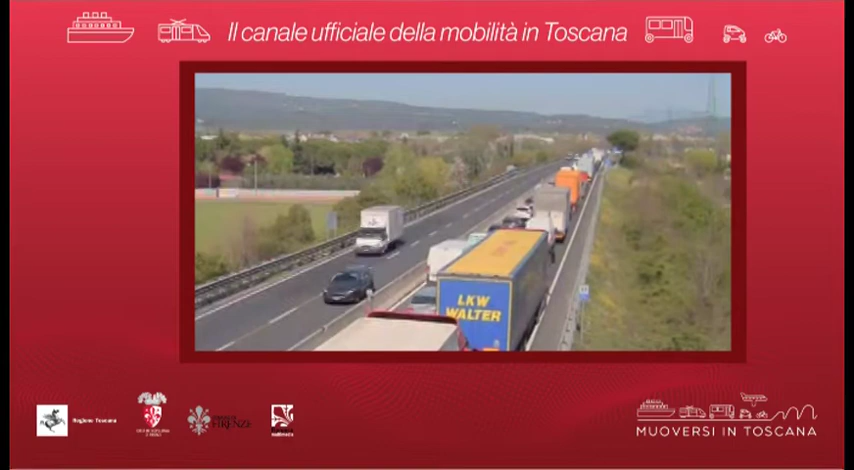 Il canale ufficiale della mobilità in Toscana
LKW
WALTER
Regione Toscana
FIRENZE
MUOVERSI IN TOSCANA